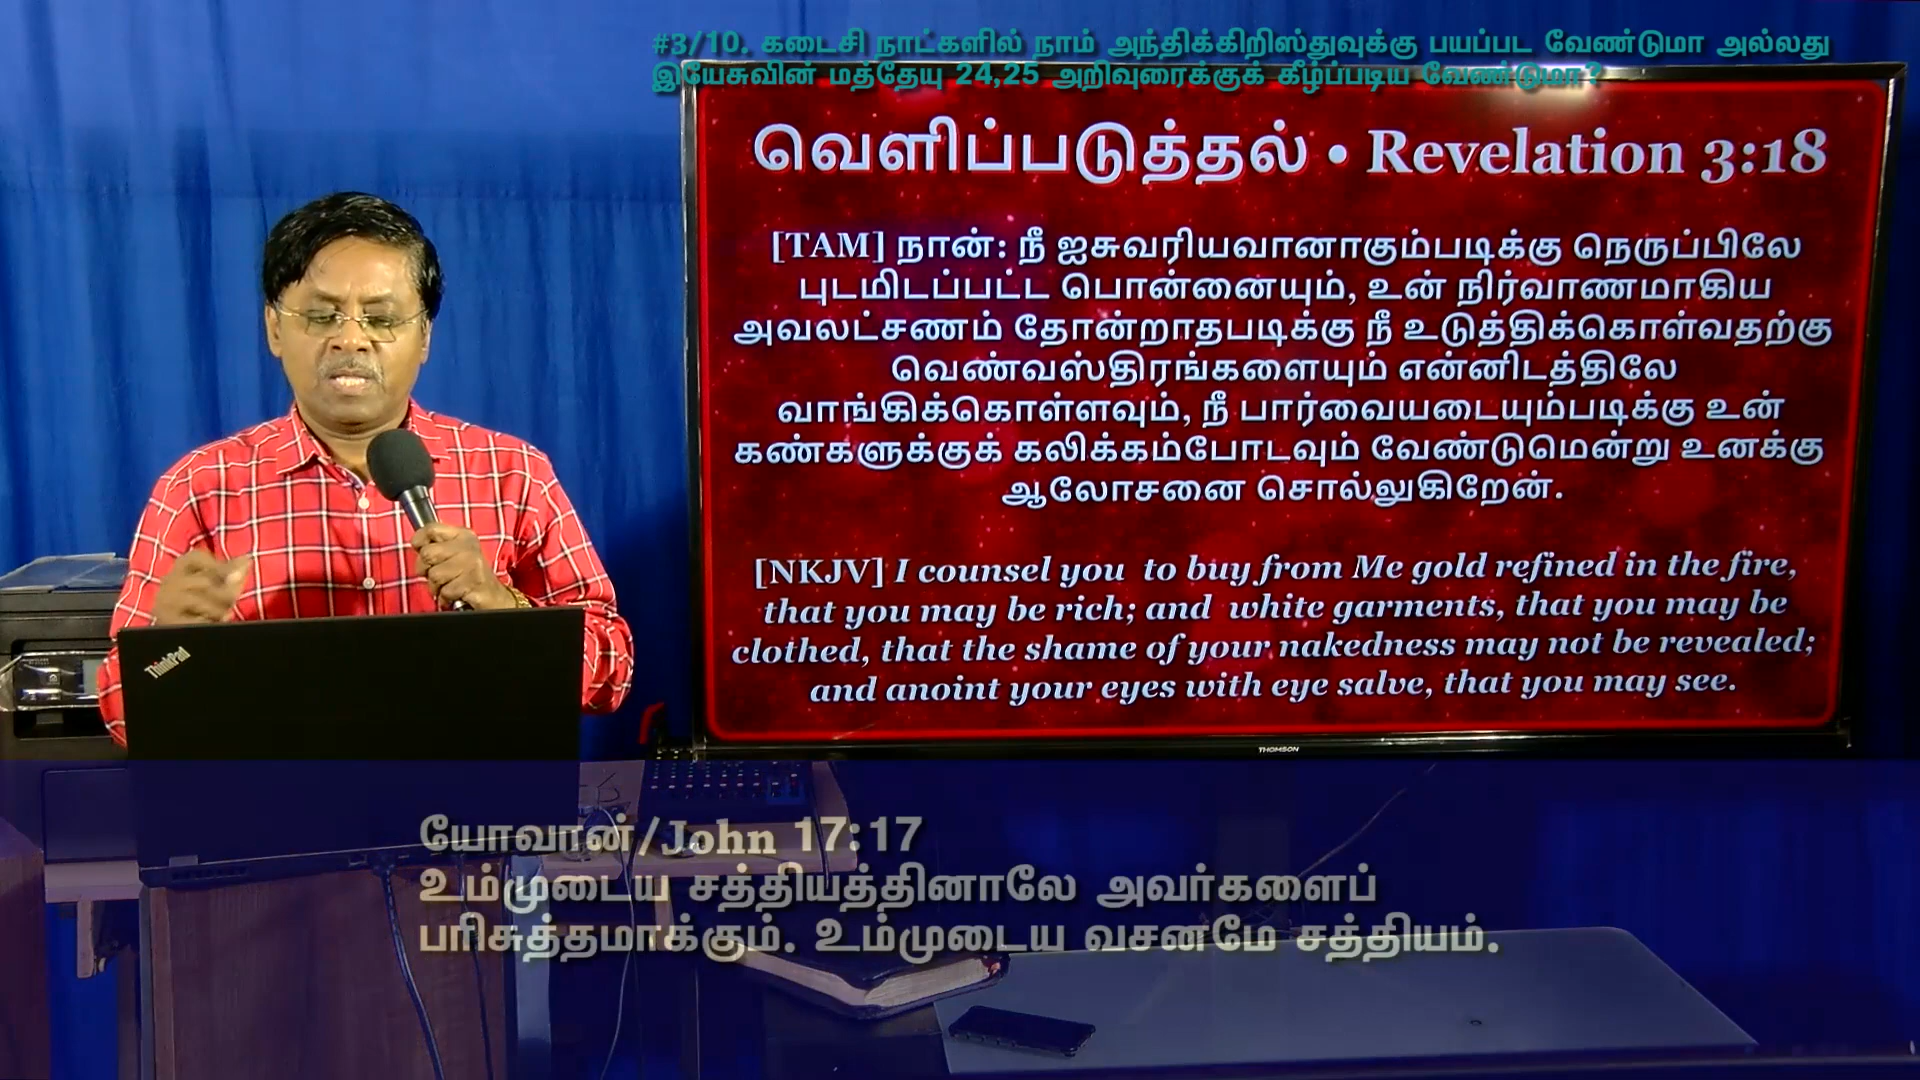 #3/10. கடைசி நாட்களில் நாம் அந்திக்கிறிஸ்துவுக்கு பயப்பட வேண்டுமா அல்லது
இயேசுவின் மத்தேயு 24,25 அறிவுரைக்குக் கீழ்ப்படிய வேண்டுமா?
வெளிப்படுத்தல் • Revelation 3:18
[TAM] நான்: நீ ஐசுவரியவானாகும்படிக்கு நெருப்பிலே
புடமிடப்பட்ட பொன்னையும், உன் நிர்வாணமாகிய
அவலட்சணம் தோன்றாதபடிக்கு நீ உடுத்திக்கொள்வதற்கு
வெண்வஸ்திரங்களையும் என்னிடத்திலே
வாங்கிக்கொள்ளவும், நீ பார்வையடையும்படிக்கு உன்
கண்களுக்குக் கலிக்கம்போடவும் வேண்டுமென்று உனக்கு
ஆலோசனை சொல்லுகிறேன்.
[NKJV] I counsel you to buy from Me gold refined in the fire,
that you may be rich; and white garments, that you may be
clothed, that the shame of your nakedness may not be revealed;
and anoint your eyes with eye salve, that you may see.
THOMSON
ThinkPad
யோவான்/John 17:17
உம்முடைய சத்தியத்தினாலே அவர்களைப்
பரிசுத்தமாக்கும். உம்முடைய வசனமே சத்தியம்.